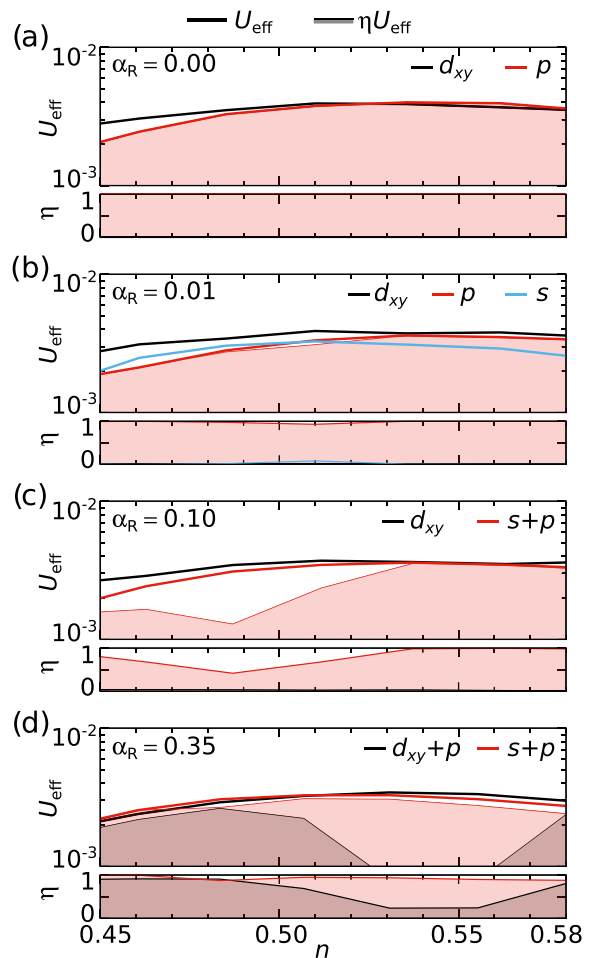 U_eff ηU_eff
(a)
α_R = 0.00 d_xy p
10^-2
U_eff
10^-3
1
η
0
(b)
α_R = 0.01 d_xy p s
10^-2
U_eff
10^-3
1
η
0
(c)
α_R = 0.10 d_xy s+p
10^-2
U_eff
10^-3
1
η
0
(d)
α_R = 0.35 d_xy+p s+p
10^-2
U_eff
10^-3
1
η
0
0.45 0.50 0.55 0.58
n